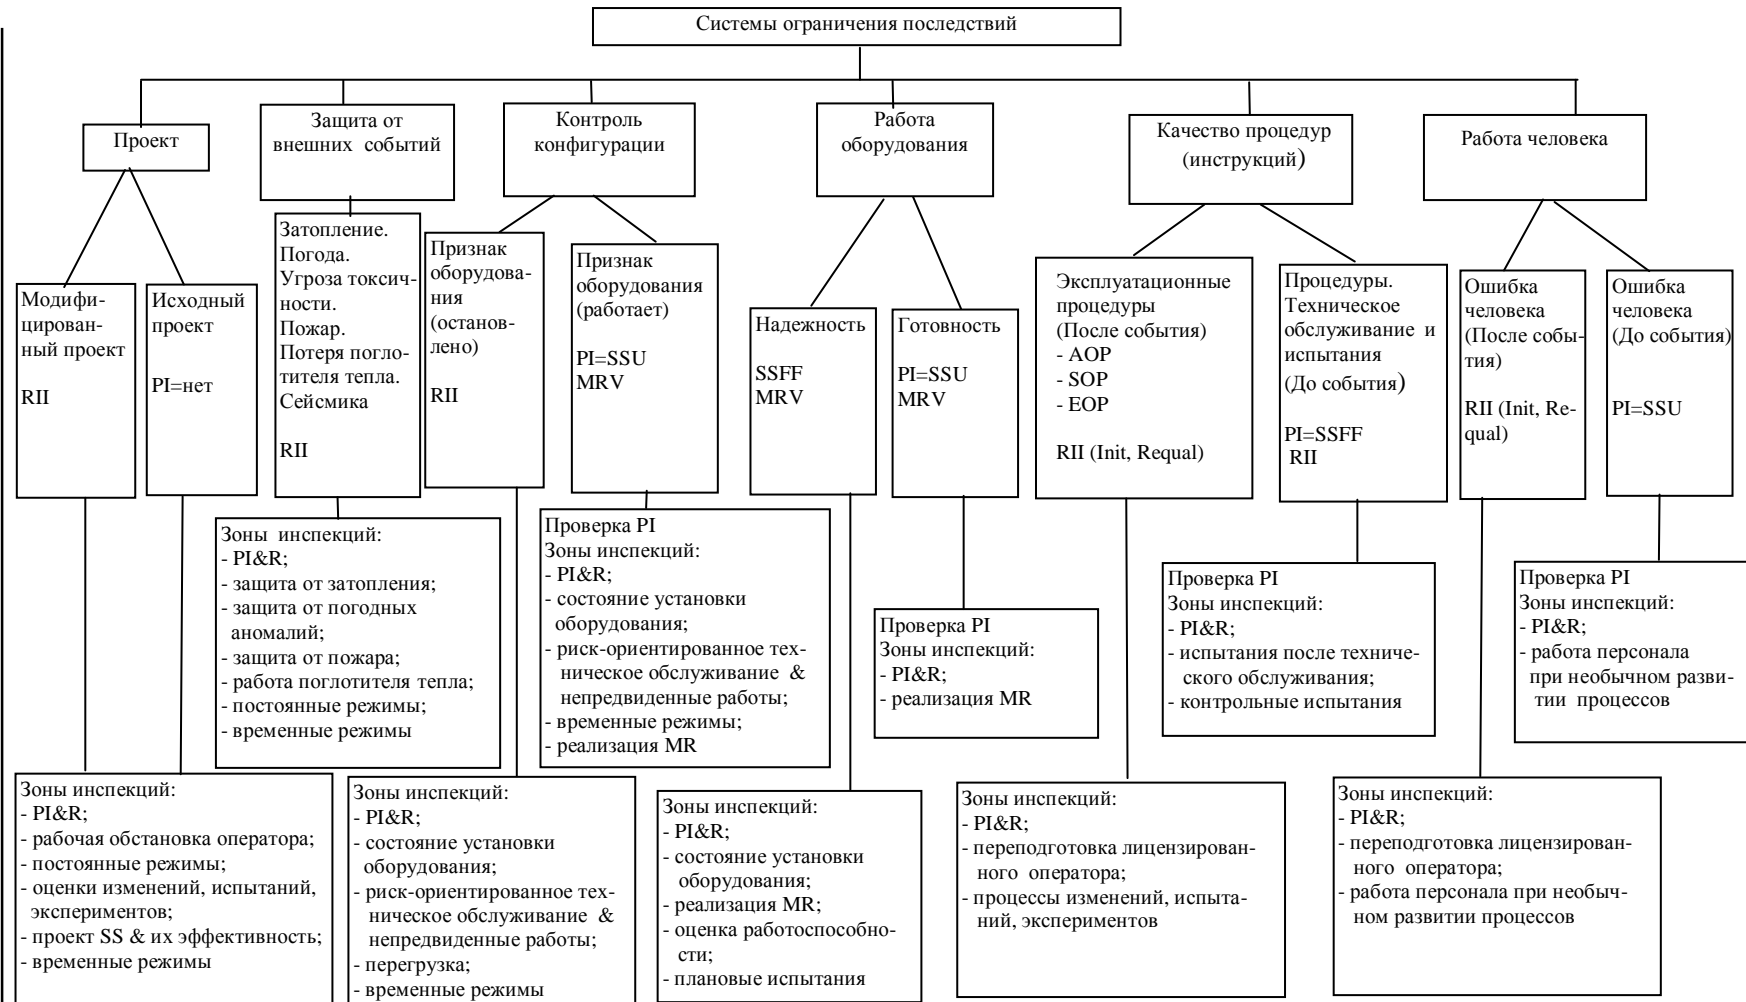 Системы ограничения последствий
Проект
Защита от
внешних событий
Контроль
конфигурации
Работа
оборудования
Качество процедур
(инструкций)
Работа человека
Модифи-
цирован-
ный проект
RII
Исходный
проект
PI=нет
Затопление.
Погода.
Угроза токсич-
ности.
Пожар.
Потеря погло-
тителя тепла.
Сейсмика
RII
Признак
оборудова-
ния
(останов-
лено)
RII
Признак
оборудования
(работает)
PI=SSU
MRV
Надежность
SSFF
MRV
Готовность
PI=SSU
MRV
Эксплуатационные
процедуры
(После события)
- AOP
- SOP
- EOP
RII (Init, Requal)
Процедуры.
Техническое
обслуживание и
испытания
(До события)
PI=SSFF
RII
Ошибка
человека
(После собы-
тия)
RII (Init, Re-
qual)
Ошибка
человека
(До события)
PI=SSU
Зоны инспекций:
- PI&R;
- защита от затопления;
- защита от погодных
аномалий;
- защита от пожара;
- работа поглотителя тепла;
- постоянные режимы;
- временные режимы
Проверка PI
Зоны инспекций:
- PI&R;
- состояние установки
оборудования;
- риск-ориентированное тех-
ническое обслуживание &
непредвиденные работы;
- временные режимы;
- реализация MR
Проверка PI
Зоны инспекций:
- PI&R;
- реализация MR
Проверка PI
Зоны инспекций:
- PI&R;
- испытания после техниче-
ского обслуживания;
- контрольные испытания
Проверка PI
Зоны инспекций:
- PI&R;
- работа персонала
при необычном разви-
тии процессов
Зоны инспекций:
- PI&R;
- рабочая обстановка оператора;
- постоянные режимы;
- оценки изменений, испытаний,
экспериментов;
- проект SS & их эффективность;
- временные режимы
Зоны инспекций:
- PI&R;
- состояние установки
оборудования;
- риск-ориентированное тех-
ническое обслуживание &
непредвиденные работы;
- перегрузка;
- временные режимы
Зоны инспекций:
- PI&R;
- состояние установки
оборудования;
- реализация MR;
- оценка работоспособно-
сти;
- плановые испытания
Зоны инспекций:
- PI&R;
- переподготовка лицензирован-
ного оператора;
- процессы изменений, испыта-
ний, экспериментов
Зоны инспекций:
- PI&R;
- переподготовка лицензирован-
ного оператора;
- работа персонала при необыч-
ном развитии процессов